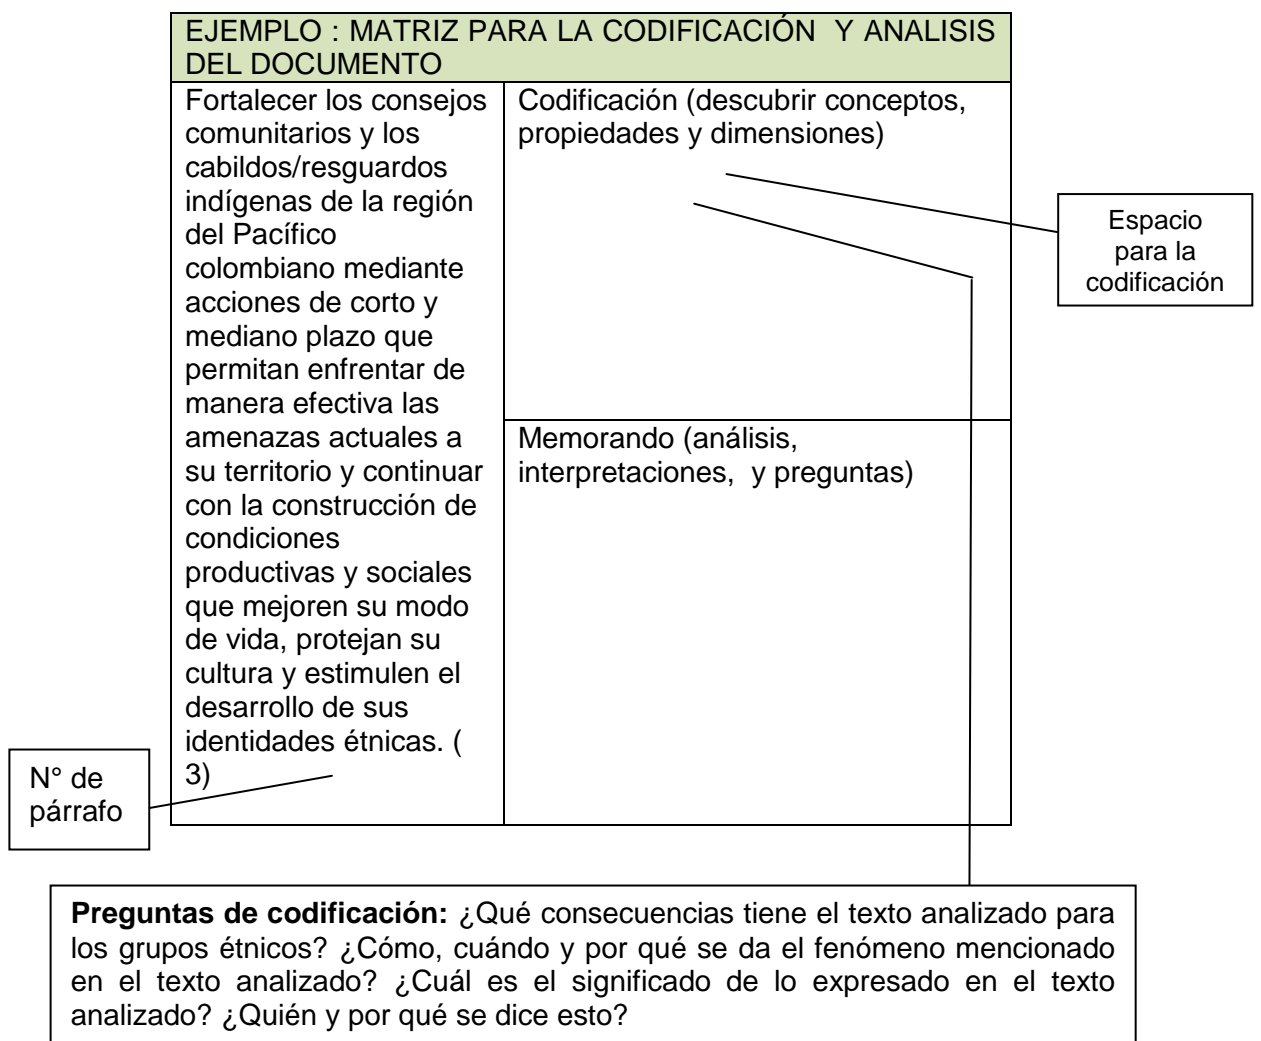 EJEMPLO : MATRIZ PARA LA CODIFICACIÓN Y ANALISIS
DEL DOCUMENTO
Fortalecer los consejos
comunitarios y los
cabildos/resguardos
indígenas de la región
del Pacífico
colombiano mediante
acciones de corto y
mediano plazo que
permitan enfrentar de
manera efectiva las
amenazas actuales a
su territorio y continuar
con la construcción de
condiciones
productivas y sociales
que mejoren su modo
de vida, protejan su
cultura y estimulen el
desarrollo de sus
identidades étnicas. (
3)
Codificación (descubrir conceptos,
propiedades y dimensiones)
Memorando (análisis,
interpretaciones, y preguntas)
Espacio
para la
codificación
N° de
párrafo
Preguntas de codificación: ¿Qué consecuencias tiene el texto analizado para
los grupos étnicos? ¿Cómo, cuándo y por qué se da el fenómeno mencionado
en el texto analizado? ¿Cuál es el significado de lo expresado en el texto
analizado? ¿Quién y por qué se dice esto?